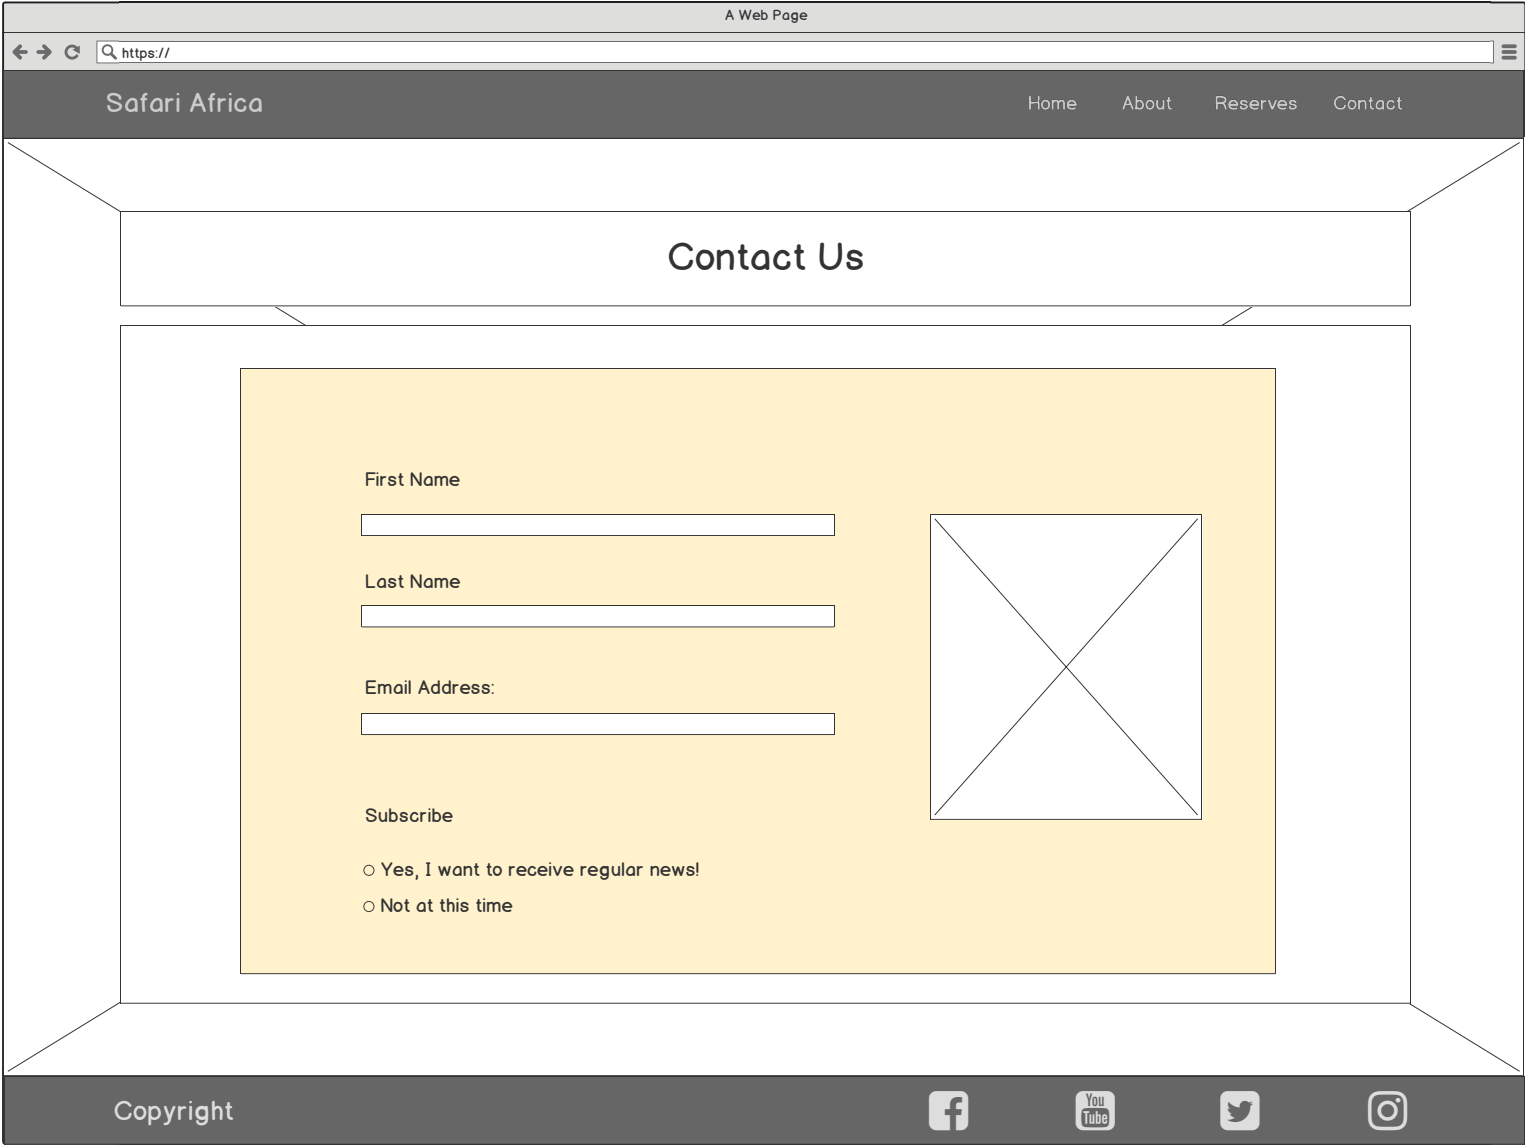 A Web Page
https://
Safari Africa
Home About Reserves Contact
Contact Us
First Name
Last Name
Email Address:
Subscribe
Yes, I want to receive regular news!
Not at this time
Copyright
You
Tube